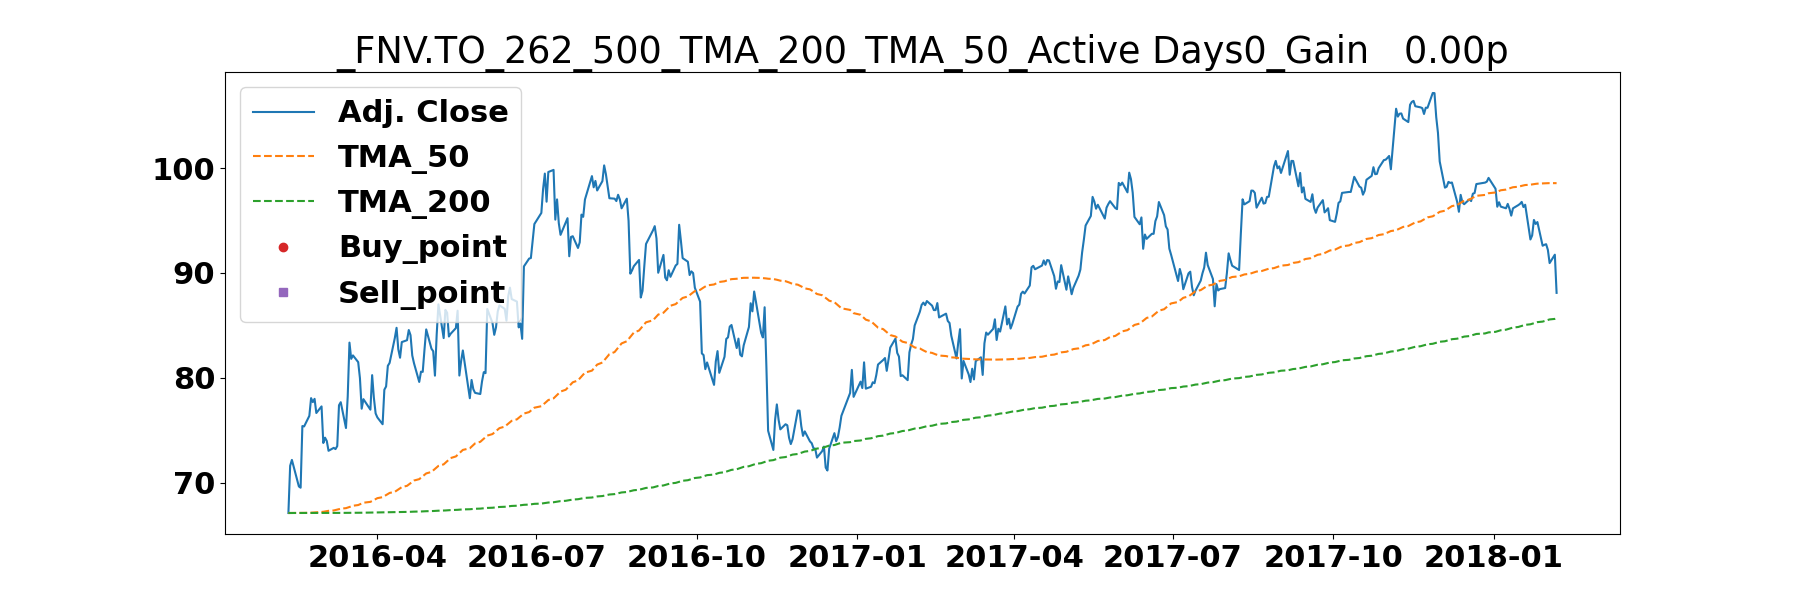 _FNV.TO_262_500_TMA_200_TMA_50_Active Days0_Gain   0.00p
Adj. Close
TMA_50
TMA_200
Buy_point
Sell_point
100
90
80
70
2016-04 2016-07 2016-10 2017-01 2017-04 2017-07 2017-10 2018-01